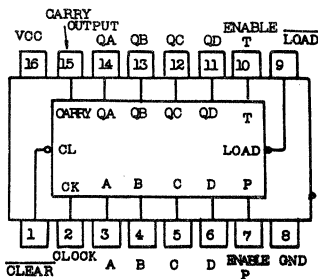 CARRY OUTPUT
VCC QA QB QC QD ENABLE T LOAD
16 15 14 13 12 11 10 9
CARRY QA QB QC QD T
CL LOAD
CK A B C D P
1 2 3 4 5 6 7 8
CLEAR CLOCK A B C D ENABLE P GND